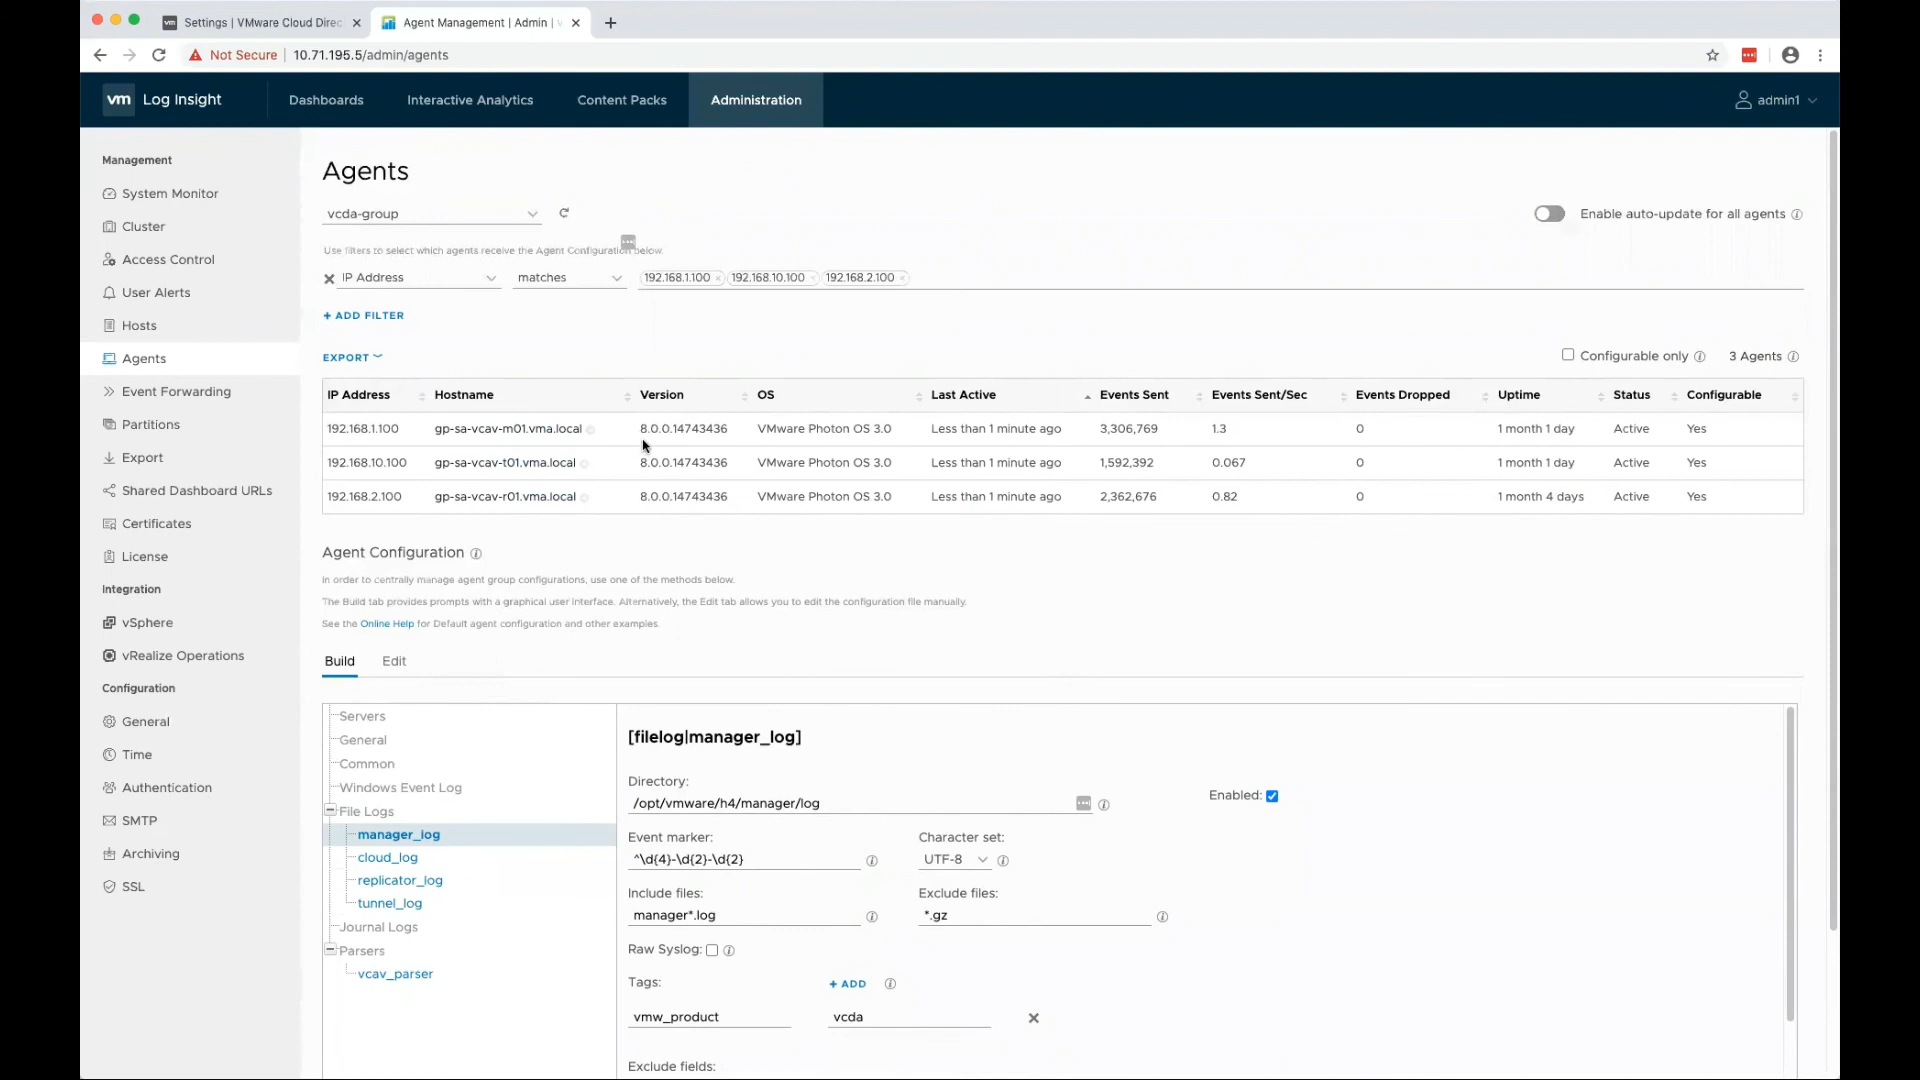 Settings | VMware Cloud Direc
Agent Management | Admin |
Not Secure
10.71.195.5/admin/agents
vm
Log Insight
Dashboards
Interactive Analytics
Content Packs
Administration
admin1
Management
System Monitor
Cluster
Access Control
User Alerts
Hosts
Agents
Event Forwarding
Partitions
Export
Shared Dashboard URLs
Certificates
License
Integration
vSphere
vRealize Operations
Configuration
General
Time
Authentication
SMTP
Archiving
SSL
Agents
vcda-group
Enable auto-update for all agents
Use filters to select which agents receive the Agent Configuration below.
IP Address matches 192.168.1.100 192.168.10.100 192.168.2.100
+ ADD FILTER
EXPORT
Configurable only 3 Agents
IP Address Hostname Version OS Last Active Events Sent Events Sent/Sec Events Dropped Uptime Status Configurable
192.168.1.100 gp-sa-vcav-m01.vma.local 8.0.0.14743436 VMware Photon OS 3.0 Less than 1 minute ago 3,306,769 1.3 0 1 month 1 day Active Yes
192.168.10.100 gp-sa-vcav-t01.vma.local 8.0.0.14743436 VMware Photon OS 3.0 Less than 1 minute ago 1,592,392 0.067 0 1 month 1 day Active Yes
192.168.2.100 gp-sa-vcav-r01.vma.local 8.0.0.14743436 VMware Photon OS 3.0 Less than 1 minute ago 2,362,676 0.82 0 1 month 4 days Active Yes
Agent Configuration
In order to centrally manage agent group configurations, use one of the methods below.
The Build tab provides prompts with a graphical user interface. Alternatively, the Edit tab allows you to edit the configuration file manually.
See the Online Help for Default agent configuration and other examples.
Build Edit
Servers
General
Common
Windows Event Log
File Logs
manager_log
cloud_log
replicator_log
tunnel_log
Journal Logs
Parsers
vcav_parser
[filelog|manager_log]
Directory:
/opt/vmware/h4/manager/log
Enabled:
Event marker: Character set:
^\d{4}-\d{2}-\d{2} UTF-8
Include files: Exclude files:
manager*.log *.gz
Raw Syslog:
Tags: + ADD
vmw_product vcda
Exclude fields: